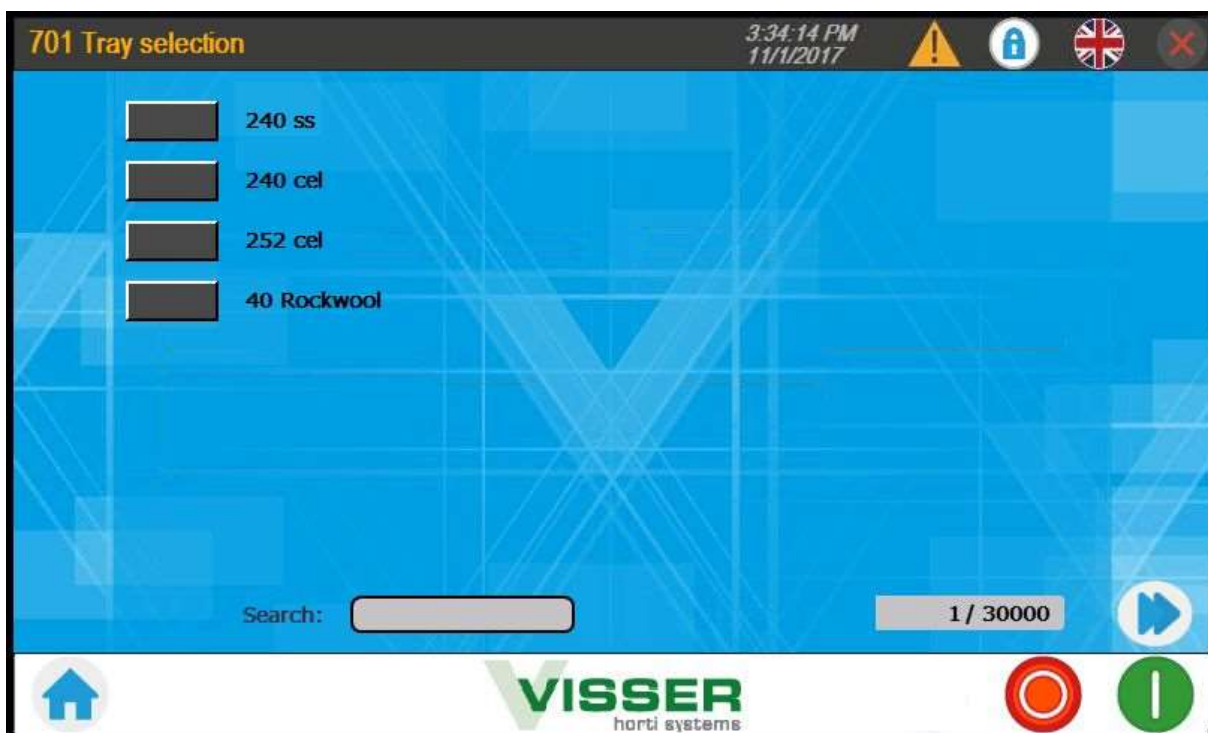 701 Tray selection
3:34:14 PM
11/1/2017
240 ss
240 cel
252 cel
40 Rockwool
Search:
1 / 30000
VISSER
horti systems